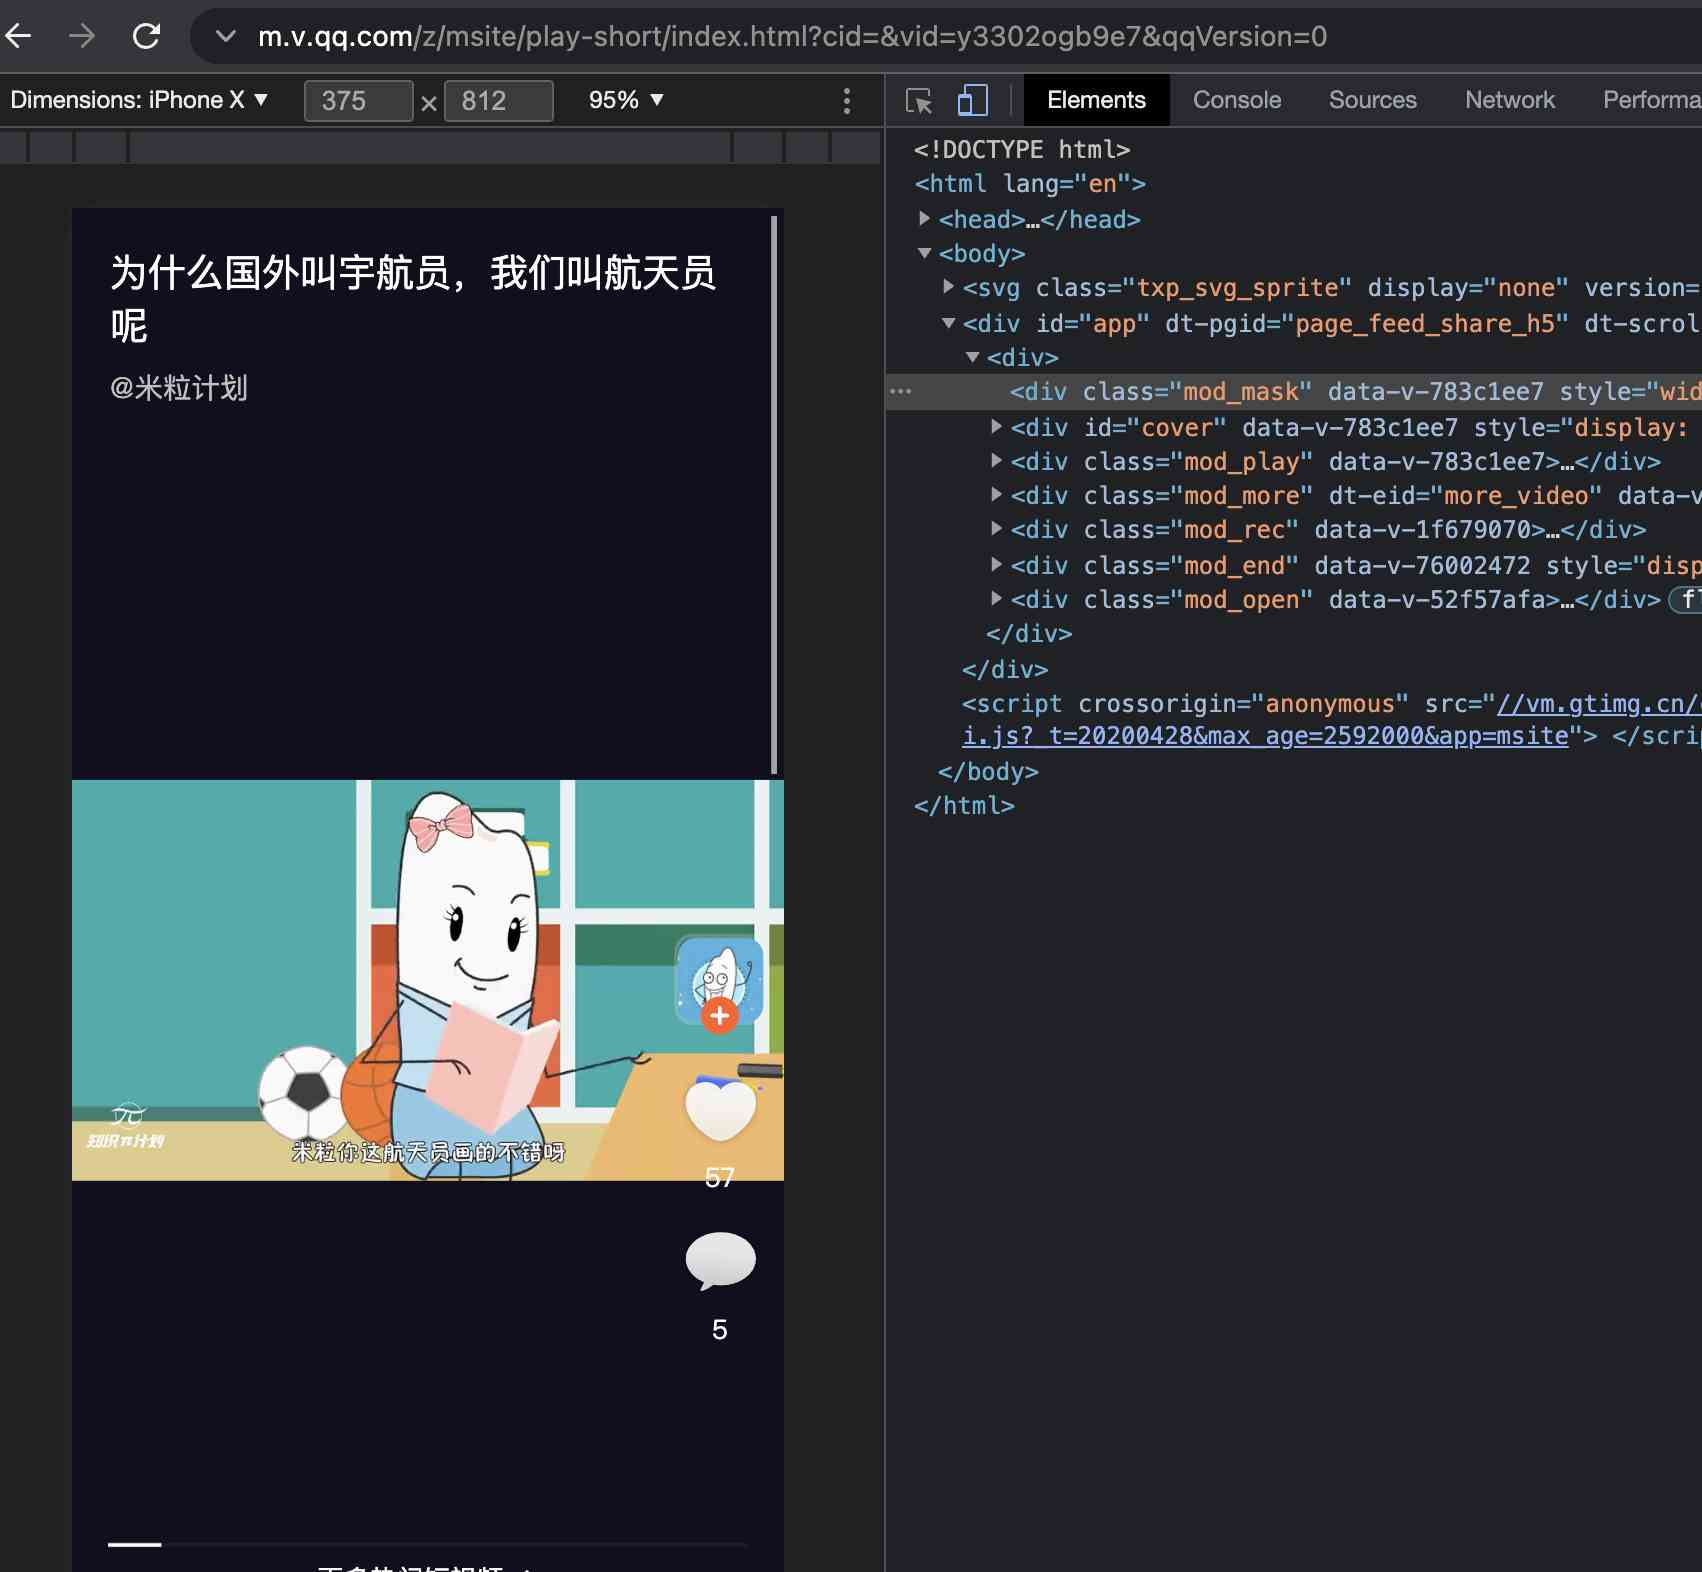 m.v.qq.com/z/msite/play-short/index.html?cid=&vid=y3302ogb9e7&qqVersion=0
Dimensions: iPhone X ▼ 375 × 812 95% ▼
Elements Console Sources Network Performa
为什么国外叫宇航员，我们叫航天员
呢
@米粒计划
知识π计划
米粒你这航天员画的不错呀
57
5
<!DOCTYPE html>
<html lang="en">
<head>…</head>
<body>
<svg class="txp_svg_sprite" display="none" version=
<div id="app" dt-pgid="page_feed_share_h5" dt-scrol
<div>
<div class="mod_mask" data-v-783c1ee7 style="wid
<div id="cover" data-v-783c1ee7 style="display:
<div class="mod_play" data-v-783c1ee7>…</div>
<div class="mod_more" dt-eid="more_video" data-v
<div class="mod_rec" data-v-1f679070>…</div>
<div class="mod_end" data-v-76002472 style="disp
<div class="mod_open" data-v-52f57afa>…</div> fl
</div>
</div>
<script crossorigin="anonymous" src="//vm.gtimg.cn/
i.js?_t=20200428&max_age=2592000&app=msite"> </scrip
</body>
</html>